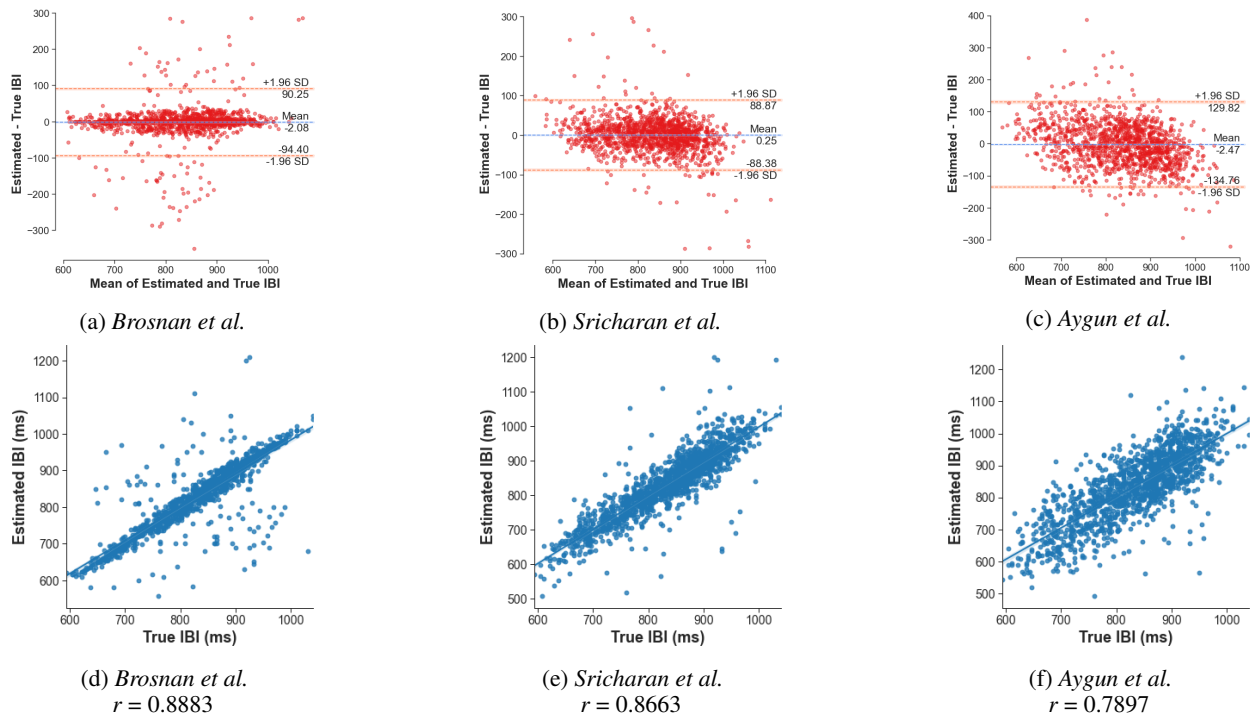 300
200
100
0
−100
−200
−300
600
700
800
900
1000
Estimated - True IBI
Mean of Estimated and True IBI
+1.96 SD
90.25
Mean
-2.08
-94.40
-1.96 SD
(a) Brosnan et al.
300
200
100
0
−100
−200
−300
600
700
800
900
1000
1100
Estimated - True IBI
Mean of Estimated and True IBI
+1.96 SD
88.87
Mean
0.25
-88.38
-1.96 SD
(b) Sricharan et al.
400
300
200
100
0
−100
−200
−300
600
700
800
900
1000
1100
Estimated - True IBI
Mean of Estimated and True IBI
+1.96 SD
129.82
Mean
-2.47
-134.76
-1.96 SD
(c) Aygun et al.
1200
1100
1000
900
800
700
600
600
700
800
900
1000
Estimated IBI (ms)
True IBI (ms)
(d) Brosnan et al.
r = 0.8883
1200
1100
1000
900
800
700
600
500
600
700
800
900
1000
Estimated IBI (ms)
True IBI (ms)
(e) Sricharan et al.
r = 0.8663
1200
1100
1000
900
800
700
600
500
600
700
800
900
1000
Estimated IBI (ms)
True IBI (ms)
(f) Aygun et al.
r = 0.7897